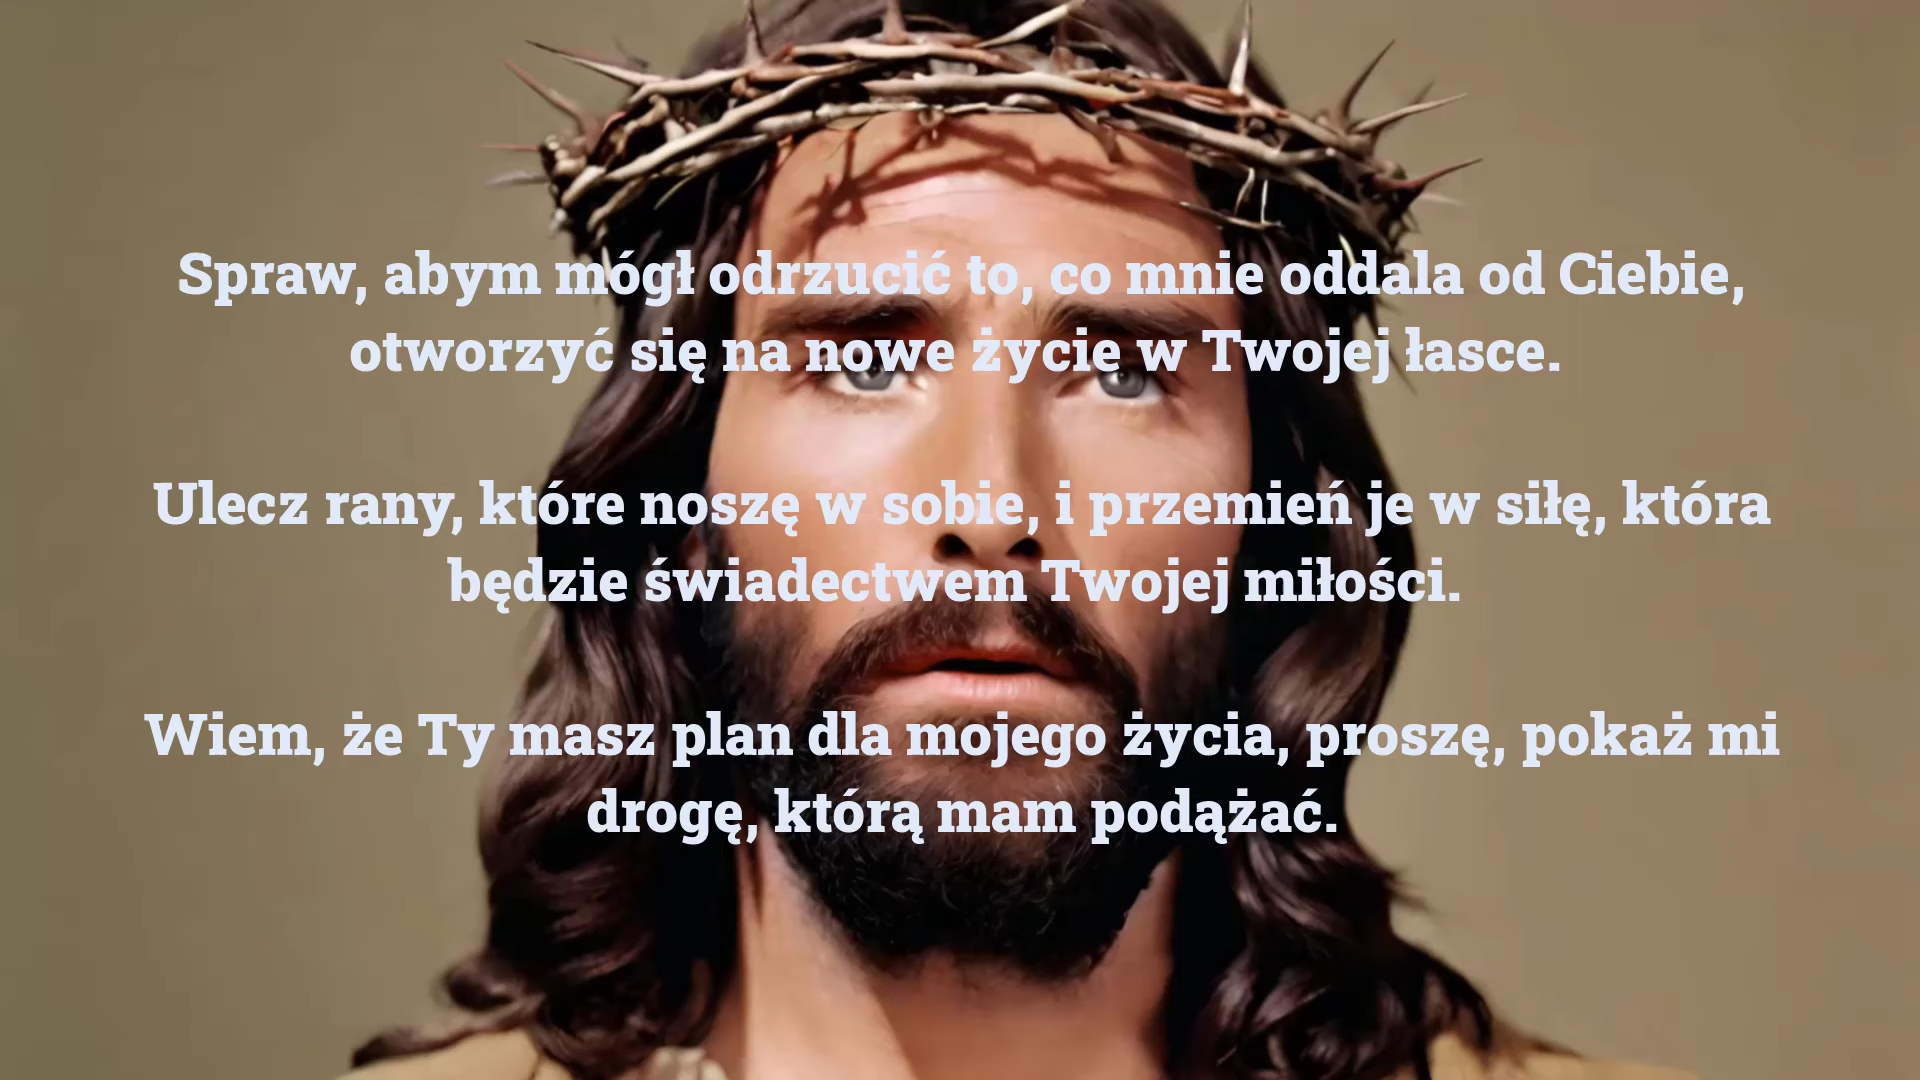 Spraw, abym mógł odrzucić to, co mnie oddala od Ciebie,
otworzyć się na nowe życie w Twojej łasce.
Ulecz rany, które noszę w sobie, i przemień je w siłę, która
będzie świadectwem Twojej miłości.
Wiem, że Ty masz plan dla mojego życia, proszę, pokaż mi
drogę, którą mam podążać.